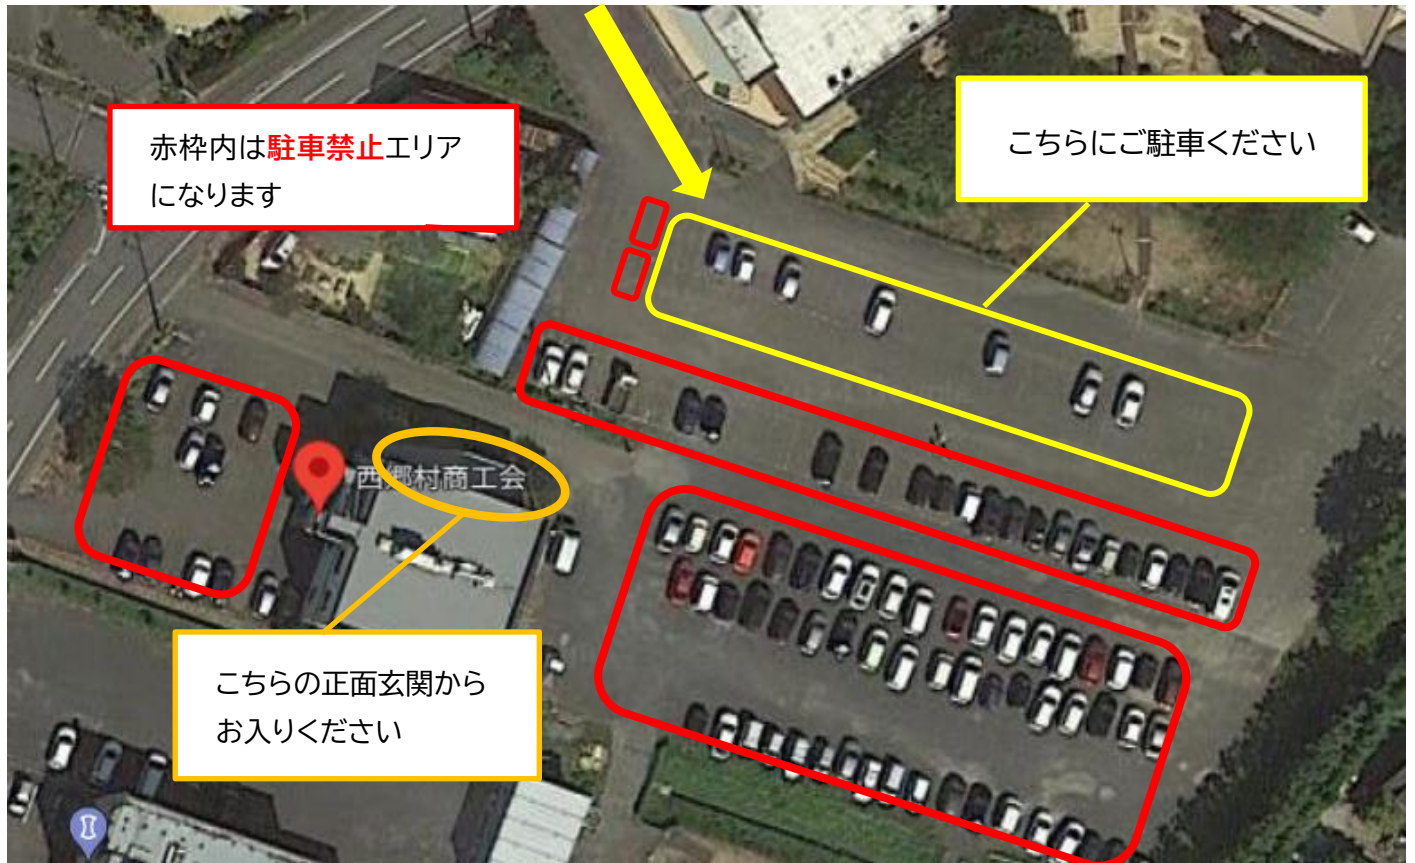 赤枠内は駐車禁止エリア
になります
こちらにご駐車ください
西郷村商工会
こちらの正面玄関から
お入りください